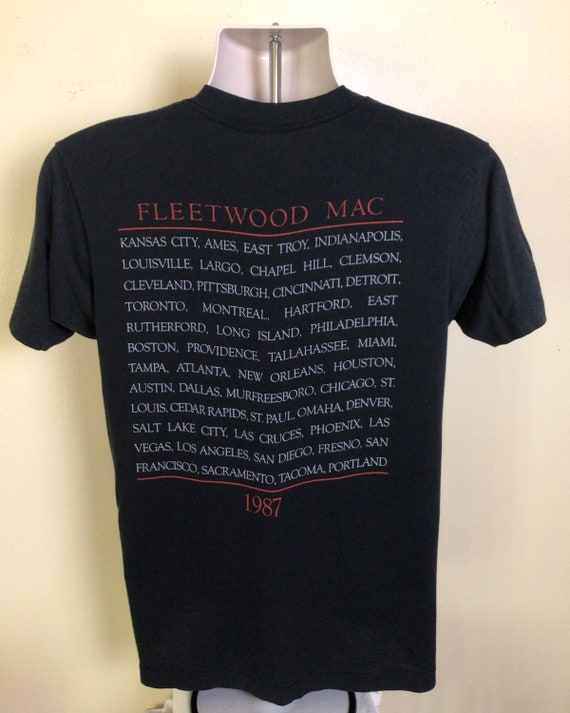 FLEETWOOD MAC
KANSAS CITY, AMES, EAST TROY, INDIANAPOLIS,
LOUISVILLE, LARGO, CHAPEL HILL, CLEMSON,
CLEVELAND, PITTSBURGH, CINCINNATI, DETROIT,
TORONTO, MONTREAL, HARTFORD, EAST
RUTHERFORD, LONG ISLAND, PHILADELPHIA,
BOSTON, PROVIDENCE, TALLAHASSEE, MIAMI,
TAMPA, ATLANTA, NEW ORLEANS, HOUSTON,
AUSTIN, DALLAS, MURFREESBORO, CHICAGO, ST.
LOUIS, CEDAR RAPIDS, ST. PAUL, OMAHA, DENVER,
SALT LAKE CITY, LAS CRUCES, PHOENIX, LAS
VEGAS, LOS ANGELES, SAN DIEGO, FRESNO, SAN
FRANCISCO, SACRAMENTO, TACOMA, PORTLAND
1987